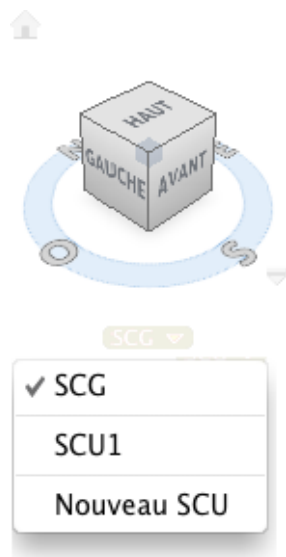 HAUT
GAUCHE
AVANT
N
E
O
S
SCG
SCG
SCU1
Nouveau SCU